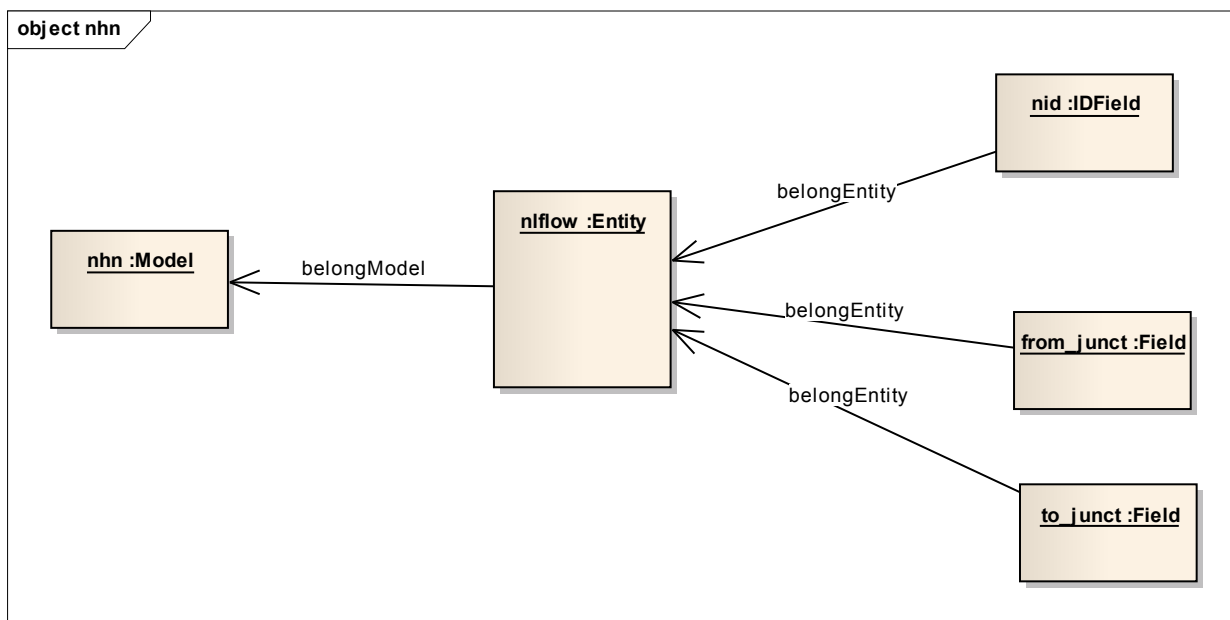 object nhn
nid :IDField
belongEntity
nlflow :Entity
nhn :Model
belongModel
belongEntity
from_junct :Field
belongEntity
to_junct :Field